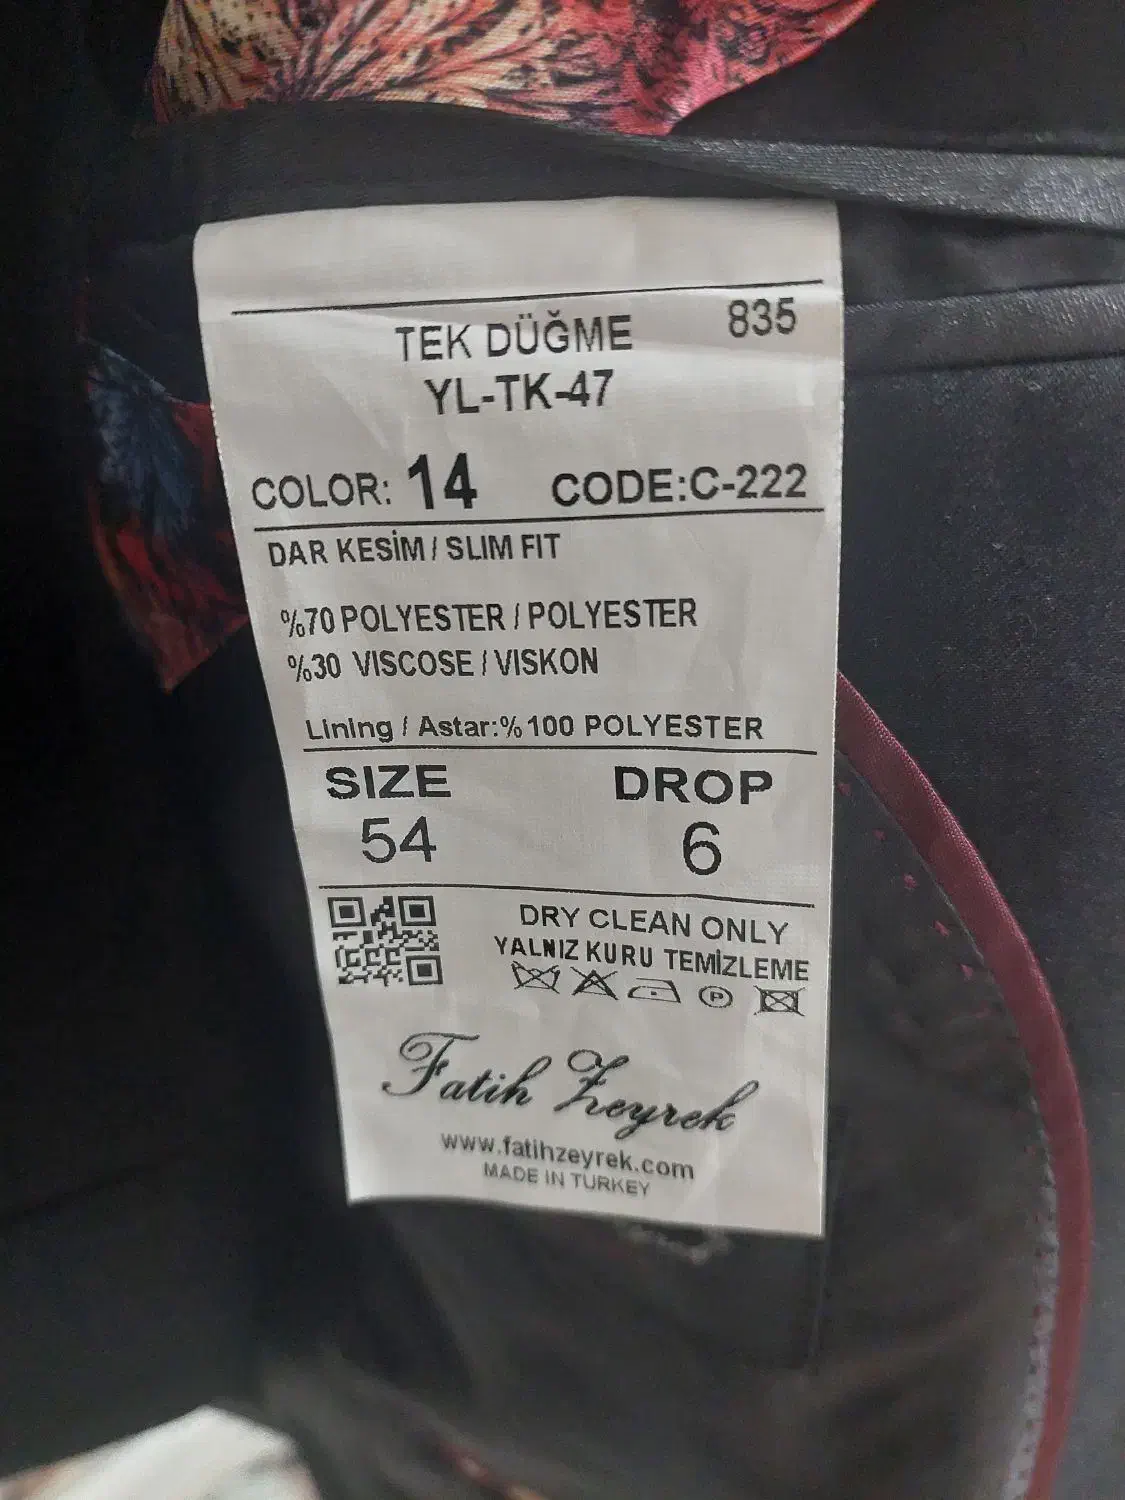 TEK DÜĞME 835
YL-TK-47
COLOR: 14 CODE:C-222
DAR KESİM / SLIM FIT
%70 POLYESTER / POLYESTER
%30 VISCOSE / VISKON
Lining / Astar:%100 POLYESTER
SIZE DROP
54 6
DRY CLEAN ONLY
YALNIZ KURU TEMİZLEME
P
Fatih Zeyrek
www.fatihzeyrek.com
MADE IN TURKEY